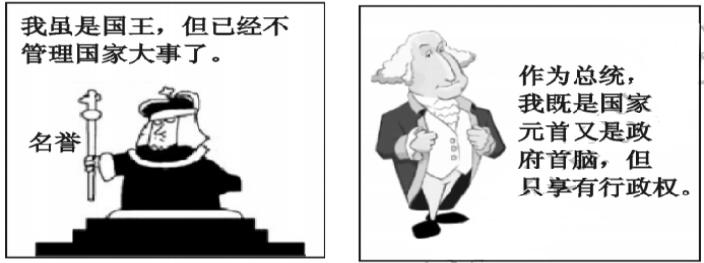 我虽是国王，但已经不
管理国家大事了。
名誉
作为总统，
我既是国家
元首又是政
府首脑，但
只享有行政权。